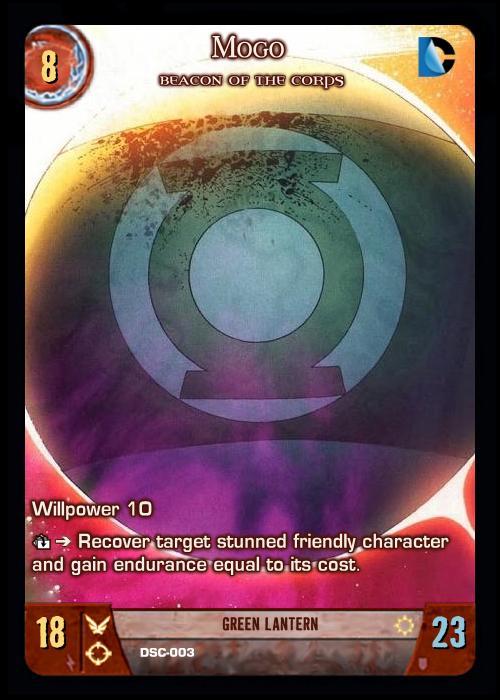 8
Mogo
BEACON OF THE CORPS
Willpower 10
→ Recover target stunned friendly character
and gain endurance equal to its cost.
18
GREEN LANTERN
23
DSC-003